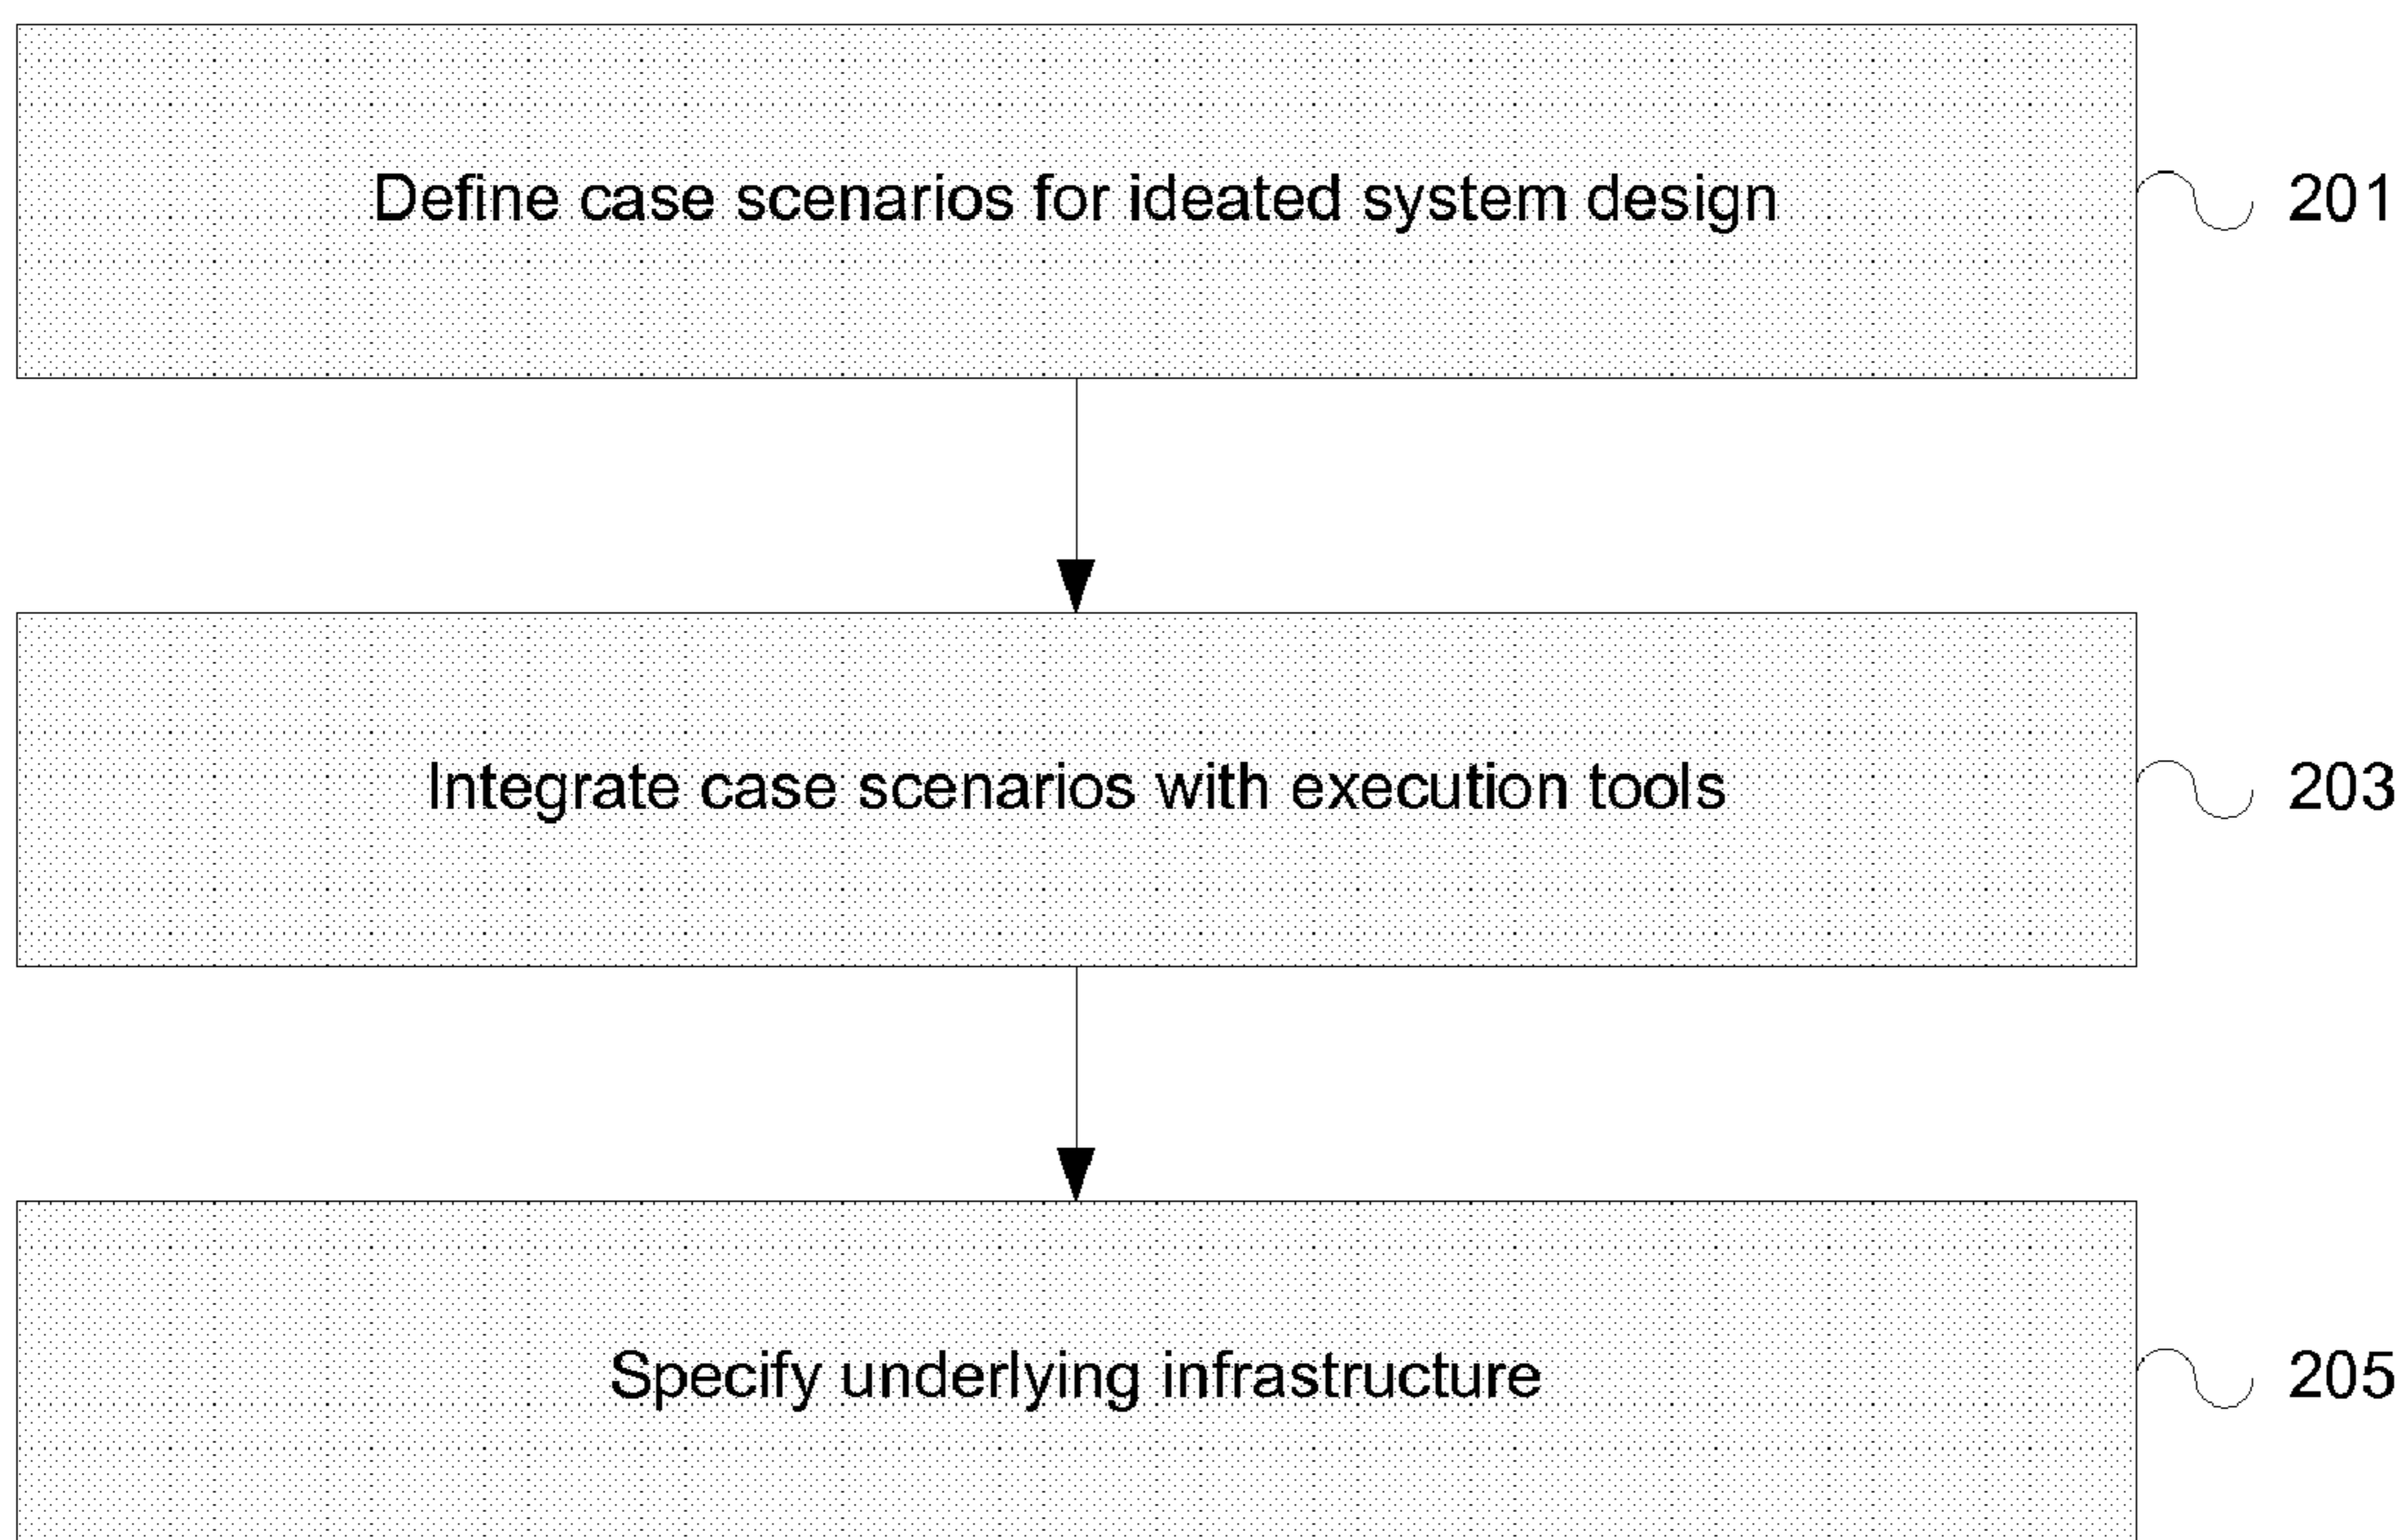 Define case scenarios for ideated system design
201
Integrate case scenarios with execution tools
203
Specify underlying infrastructure
205